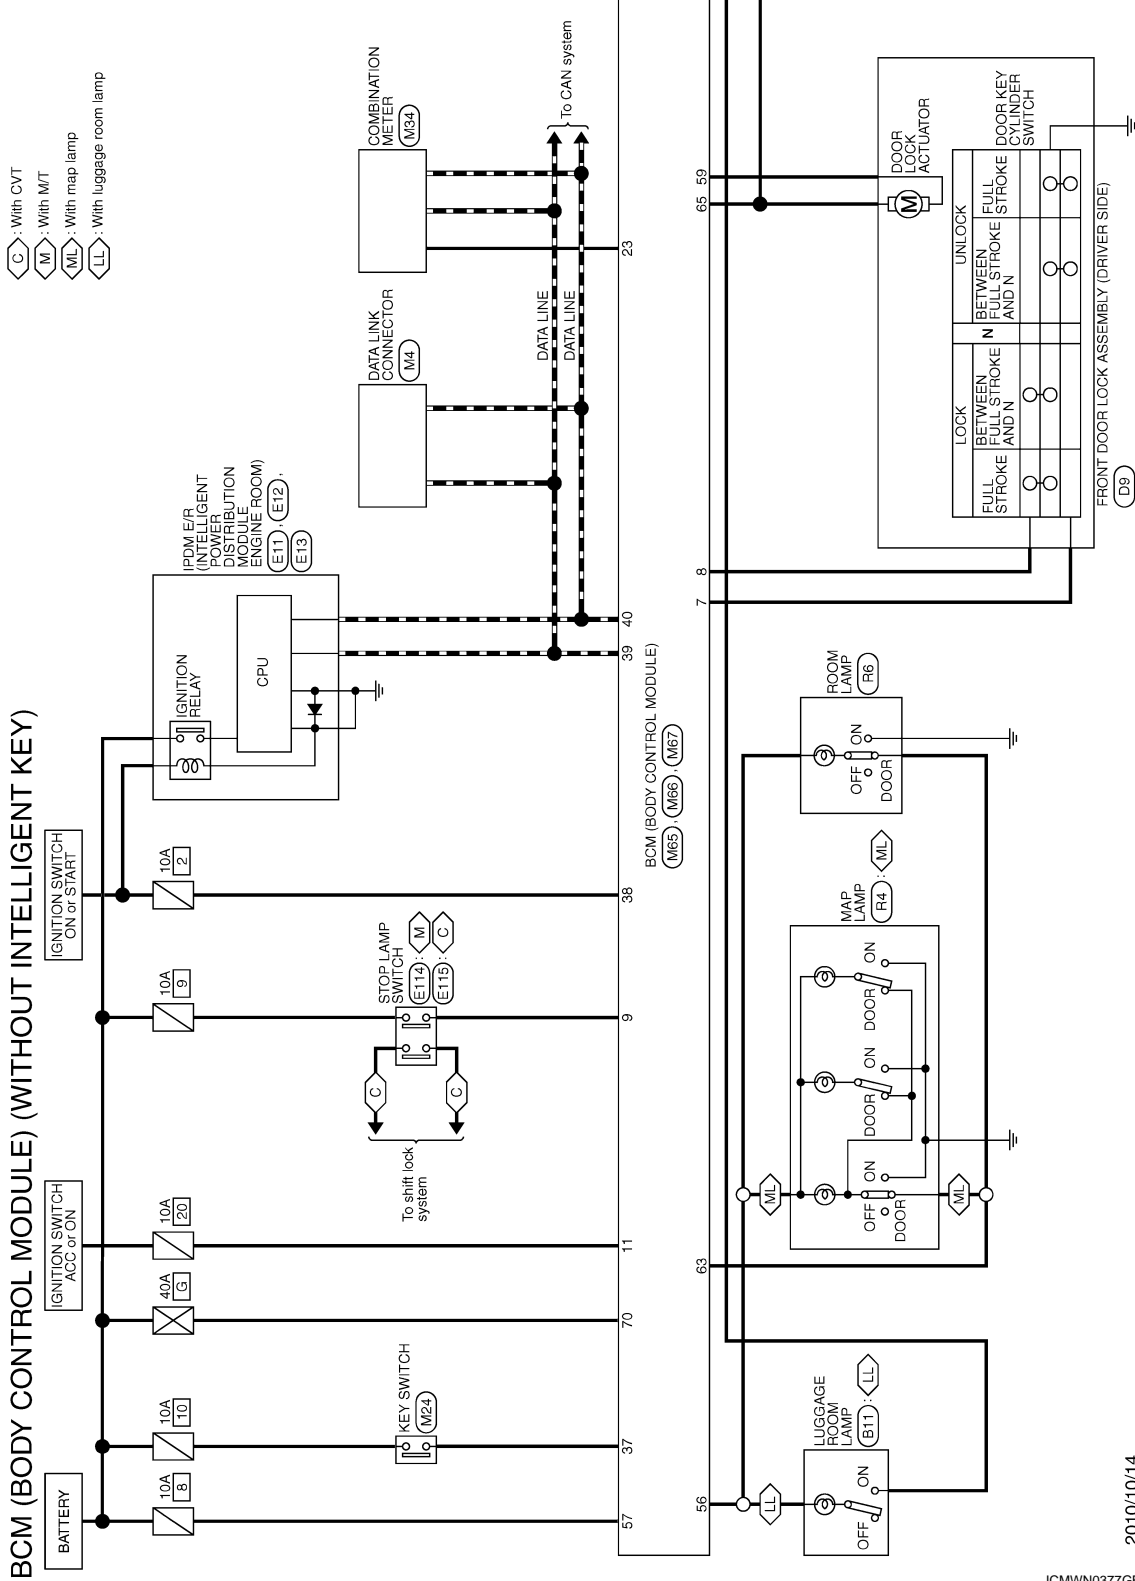 BCM (BODY CONTROL MODULE) (WITHOUT INTELLIGENT KEY)
C : With CVT
M : With M/T
ML : With map lamp
LL : With luggage room lamp
BATTERY
IGNITION SWITCH
ACC or ON
IGNITION SWITCH
ON or START
10A
8
10A
10
40A
G
10A
20
10A
9
10A
2
IGNITION
RELAY
CPU
IPDM E/R
(INTELLIGENT
POWER
DISTRIBUTION
MODULE
ENGINE ROOM)
E11 , E12 ,
E13
KEY SWITCH
M24
To shift lock
system
C
C
STOP LAMP
SWITCH
E114 : M
E115 : C
DATA LINK
CONNECTOR
M4
COMBINATION
METER
M34
DATA LINE
DATA LINE
To CAN system
57
37
70
11
9
38
39
40
23
BCM (BODY CONTROL MODULE)
M65 , M66 , M67
56
63
7
8
65
59
LL
OFF
ON
LUGGAGE
ROOM
LAMP
B11 : LL
ML
ML
OFF
ON
DOOR
DOOR
ON
DOOR
ON
MAP
LAMP
R4 : ML
OFF
ON
DOOR
ROOM
LAMP
R6
M
DOOR
LOCK
ACTUATOR
LOCK
N
UNLOCK
FULL
STROKE
BETWEEN
FULL STROKE
AND N
BETWEEN
FULL STROKE
AND N
FULL
STROKE
DOOR KEY
CYLINDER
SWITCH
FRONT DOOR LOCK ASSEMBLY (DRIVER SIDE)
D9
2010/10/14